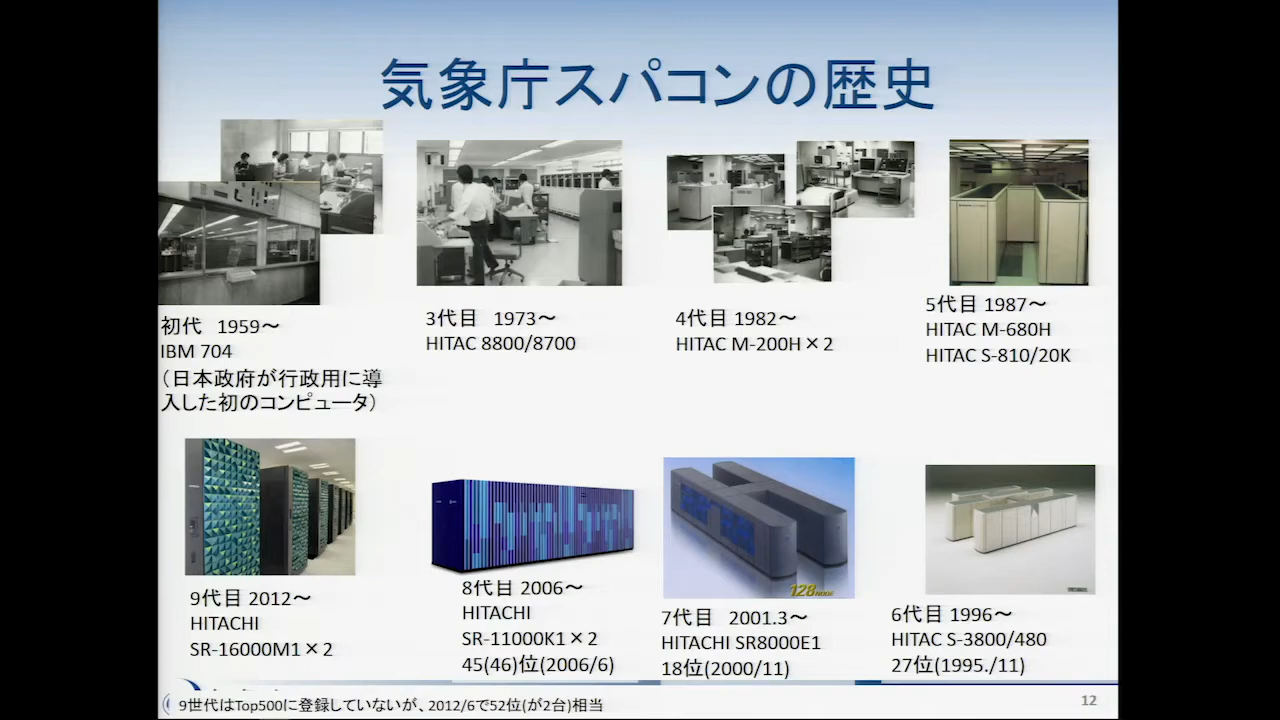 気象庁スパコンの歴史
初代 1959～
IBM 704
（日本政府が行政用に導
入した初のコンピュータ）
3代目 1973～
HITAC 8800/8700
4代目 1982～
HITAC M-200H×2
5代目 1987～
HITAC M-680H
HITAC S-810/20K
9代目 2012～
HITACHI
SR-16000M1×2
8代目 2006～
HITACHI
SR-11000K1×2
45(46)位(2006/6)
128NODE
7代目 2001.3～
HITACHI SR8000E1
18位(2000/11)
6代目 1996～
HITAC S-3800/480
27位(1995./11)
9世代はTop500に登録していないが、2012/6で52位(が2台)相当
12